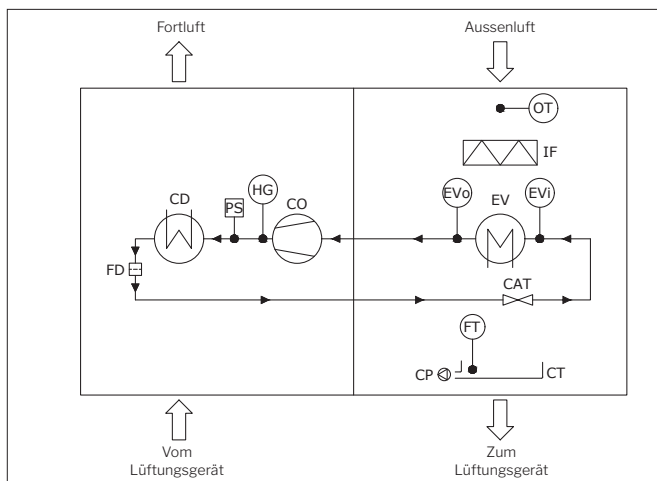 Fortluft
Aussenluft
OT
IF
HG
EVo
EV
EVi
CD
PS
CO
FD
CAT
FT
CP
CT
Vom
Lüftungsgerät
Zum
Lüftungsgerät